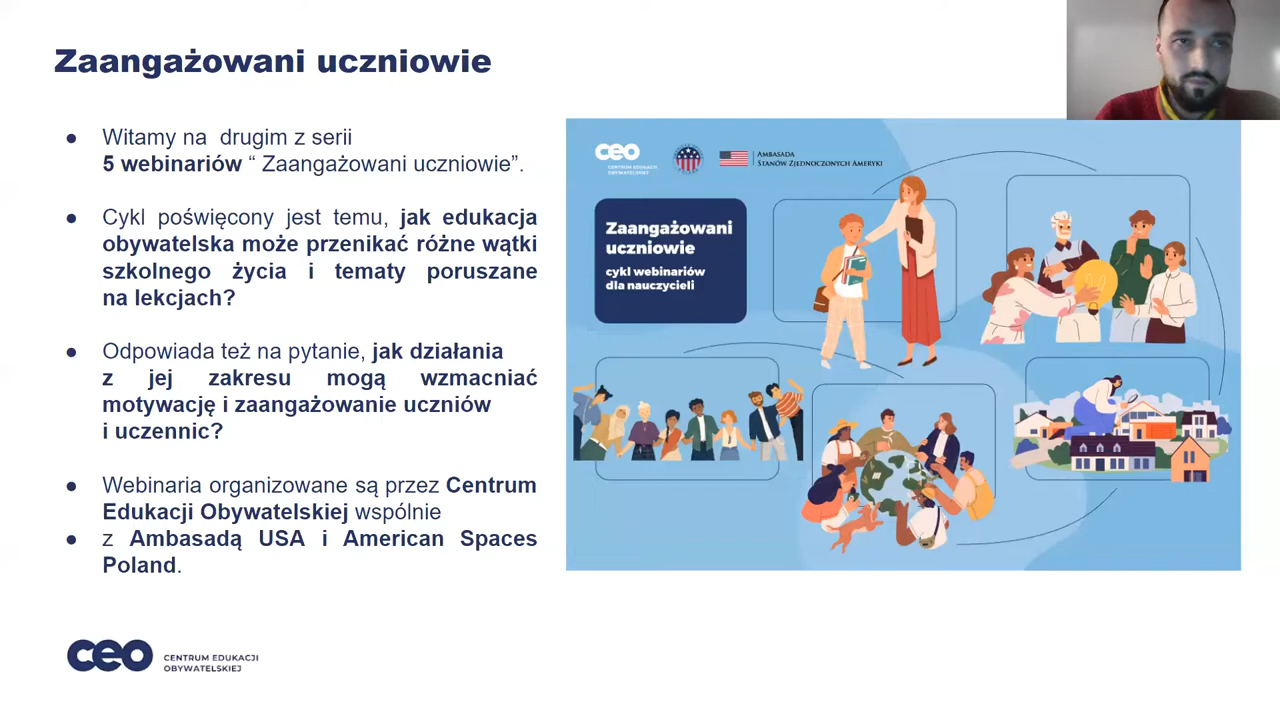 Zaangażowani uczniowie
● Witamy na drugim z serii
5 webinariów “ Zaangażowani uczniowie”.
● Cykl poświęcony jest temu, jak edukacja
obywatelska może przenikać różne wątki
szkolnego życia i tematy poruszane
na lekcjach?
● Odpowiada też na pytanie, jak działania
z jej zakresu mogą wzmacniać
motywację i zaangażowanie uczniów
i uczennic?
● Webinaria organizowane są przez Centrum
Edukacji Obywatelskiej wspólnie
● z Ambasadą USA i American Spaces
Poland.
ceo
CENTRUM EDUKACJI
OBYWATELSKIEJ
AMBASADA
STANÓW ZJEDNOCZONYCH AMERYKI
Zaangażowani
uczniowie
cykl webinariów
dla nauczycieli
ceo
CENTRUM EDUKACJI
OBYWATELSKIEJ